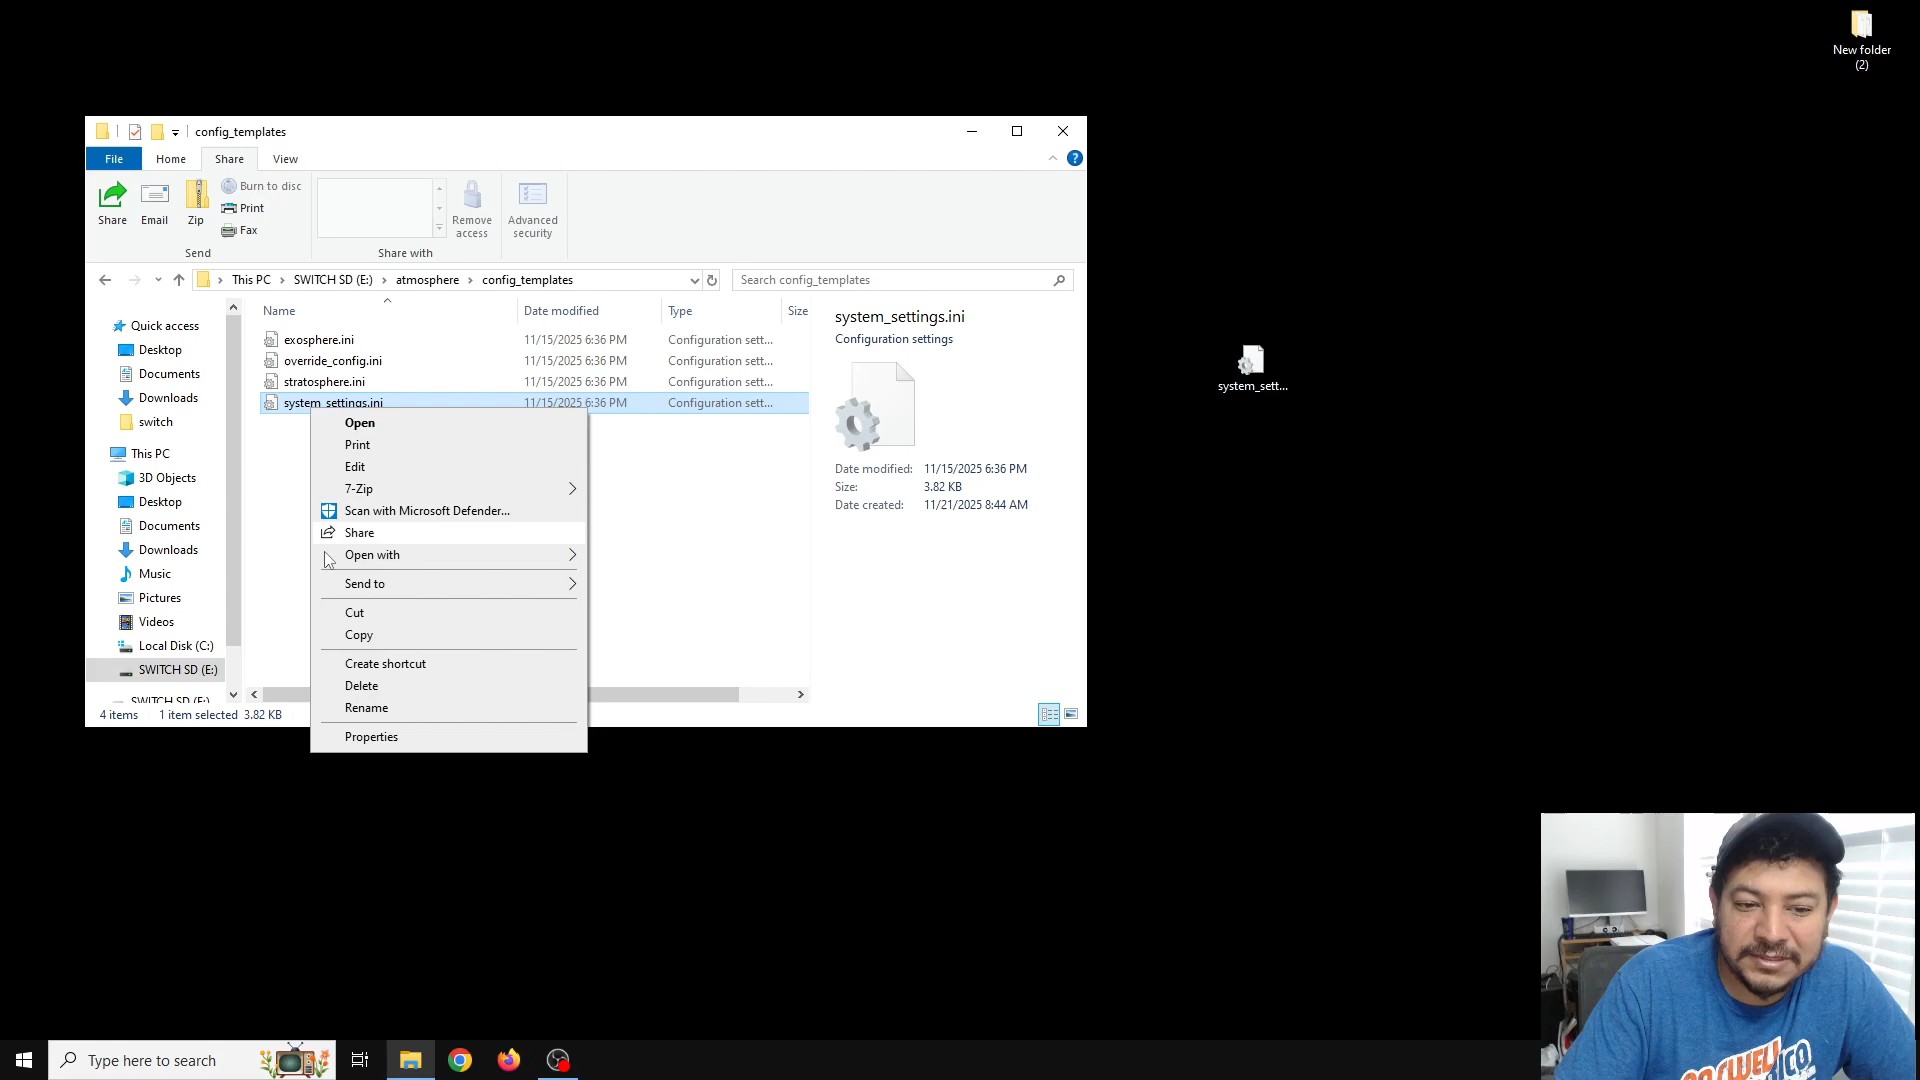 New folder
(2)
config_templates
File
Home
Share
View
?
Share
Email
Zip
Burn to disc
Print
Fax
Remove
access
Advanced
security
Send
Share with
This PC
SWITCH SD (E:)
atmosphere
config_templates
Search config_templates
Name
Date modified
Type
Size
Quick access
Desktop
Documents
Downloads
switch
This PC
3D Objects
Desktop
Documents
Downloads
Music
Pictures
Videos
Local Disk (C:)
SWITCH SD (E:)
SWITCH SD (E:)
exosphere.ini 11/15/2025 6:36 PM Configuration sett...
override_config.ini 11/15/2025 6:36 PM Configuration sett...
stratosphere.ini 11/15/2025 6:36 PM Configuration sett...
system_settings.ini 11/15/2025 6:36 PM Configuration sett...
Open
Print
Edit
7-Zip
Scan with Microsoft Defender...
Share
Open with
Send to
Cut
Copy
Create shortcut
Delete
Rename
Properties
system_settings.ini
Configuration settings
Date modified: 11/15/2025 6:36 PM
Size: 3.82 KB
Date created: 11/21/2025 8:44 AM
4 items 1 item selected 3.82 KB
system_sett...
Type here to search